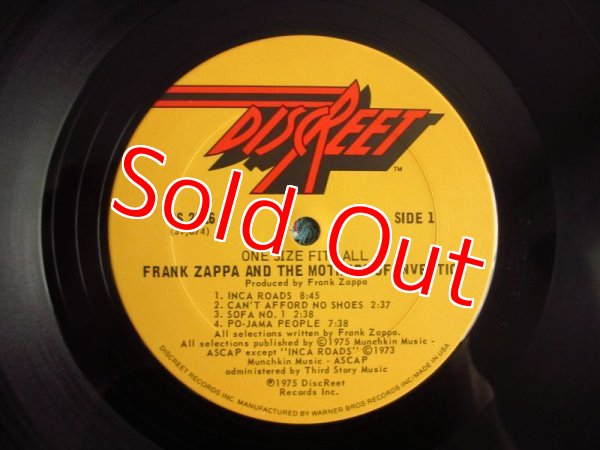 DISCREET
TM
Sold Out
SIDE 1
ONE SIZE FITS ALL
FRANK ZAPPA AND THE MOTHERS OF INVENTION
Produced by Frank Zappa
1. INCA ROADS 8:45
2. CAN'T AFFORD NO SHOES 2:37
3. SOFA NO. 1 2:38
4. PO-JAMA PEOPLE 7:38
All selections written by Frank Zappa.
All selections published by ©1975 Munchkin Music -
ASCAP except "INCA ROADS" ©1973
Munchkin Music - ASCAP
administered by Third Story Music
℗1975 DiscReet
Records Inc.
DISCREET RECORDS INC. MANUFACTURED BY WARNER BROS RECORDS INC. MADE IN USA